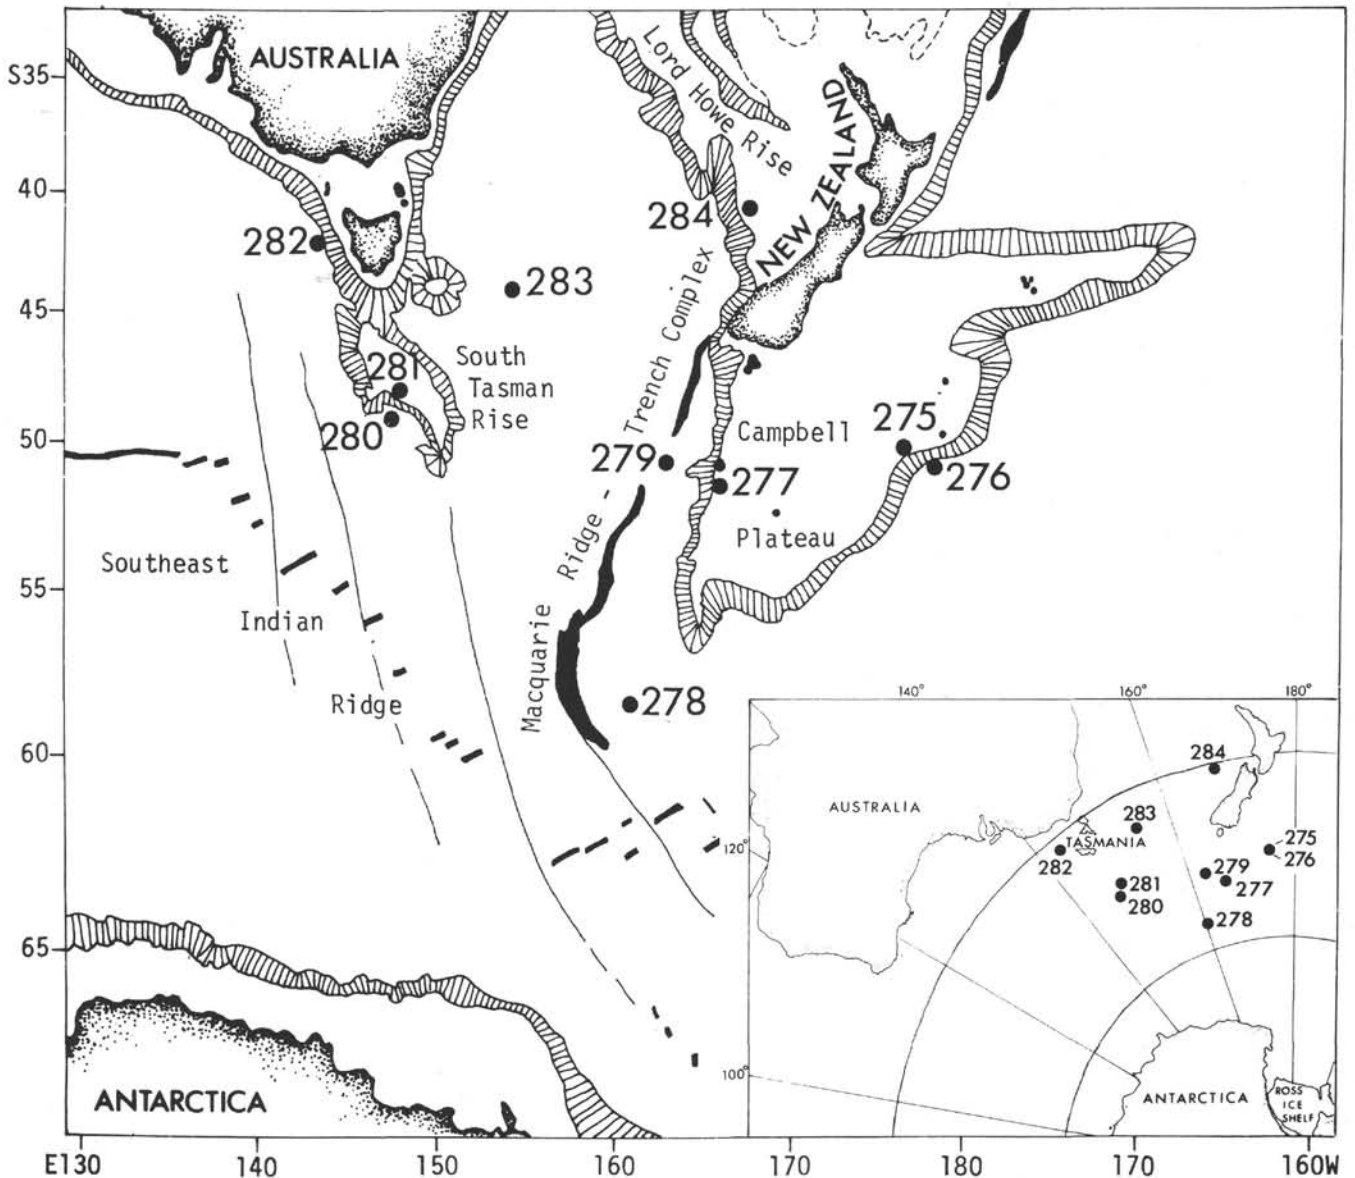 AUSTRALIA
S35
Lord Howe Rise
NEW ZEALAND
40
284
282
283
45
South
Tasman
Rise
281
280
Macquarie Ridge - Trench Complex
50
279
277
Campbell
Plateau
275
276
Southeast
Indian
Ridge
55
278
60
65
ANTARCTICA
E130
140
150
160
170
180
170
160W
140°
160°
180°
120°
100°
AUSTRALIA
TASMANIA
284
283
282
281
280
279
277
278
275
276
ANTARCTICA
ROSS
ICE
SHELF